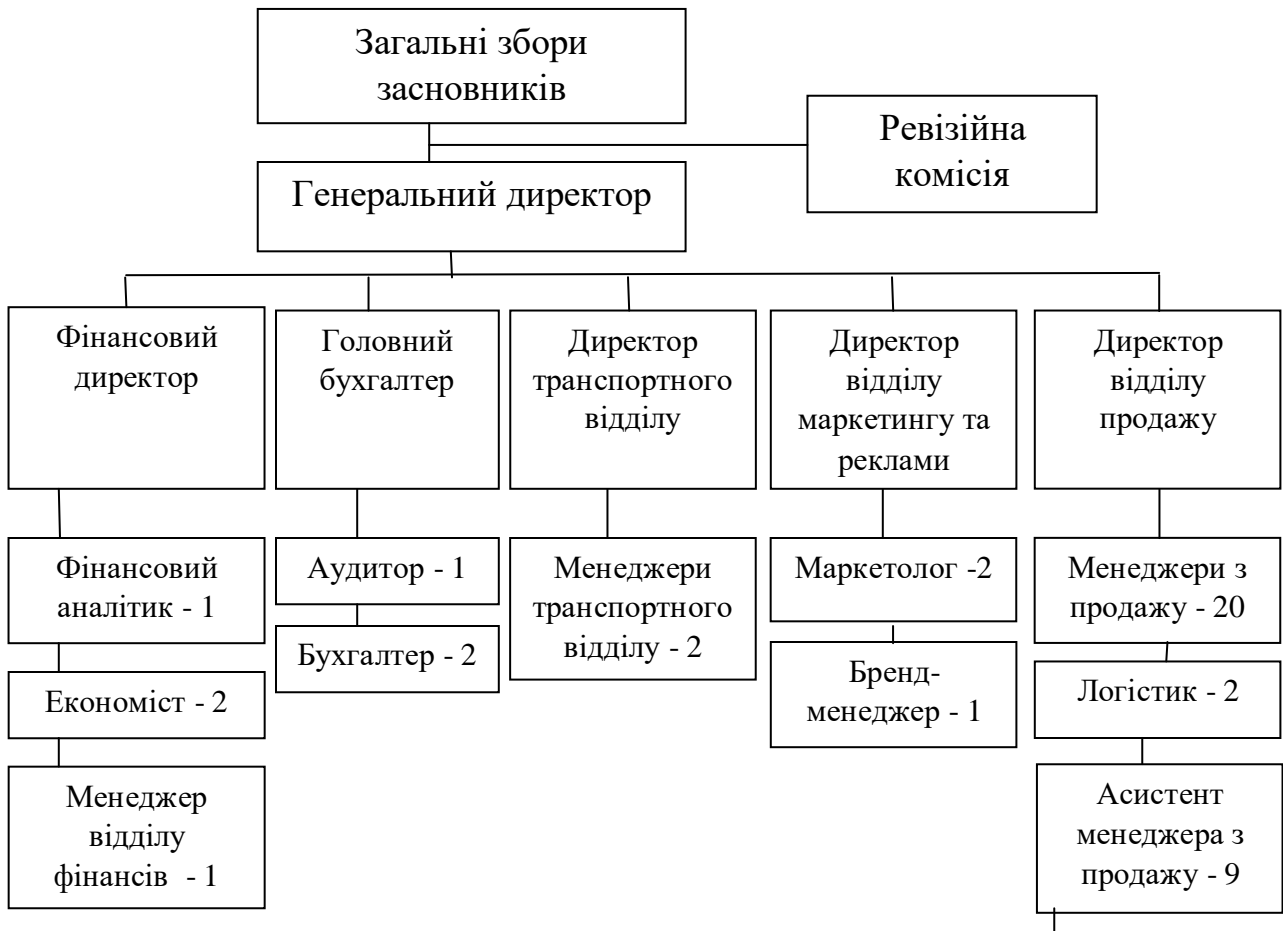 Загальні збори
засновників
Ревізійна
комісія
Генеральний директор
Фінансовий
директор
Головний
бухгалтер
Директор
транспортного
відділу
Директор
відділу
маркетингу та
реклами
Директор
відділу
продажу
Фінансовий
аналітик - 1
Економіст - 2
Менеджер
відділу
фінансів - 1
Аудитор - 1
Бухгалтер - 2
Менеджери
транспортного
відділу - 2
Маркетолог -2
Бренд-
менеджер - 1
Менеджери з
продажу - 20
Логістик - 2
Асистент
менеджера з
продажу - 9